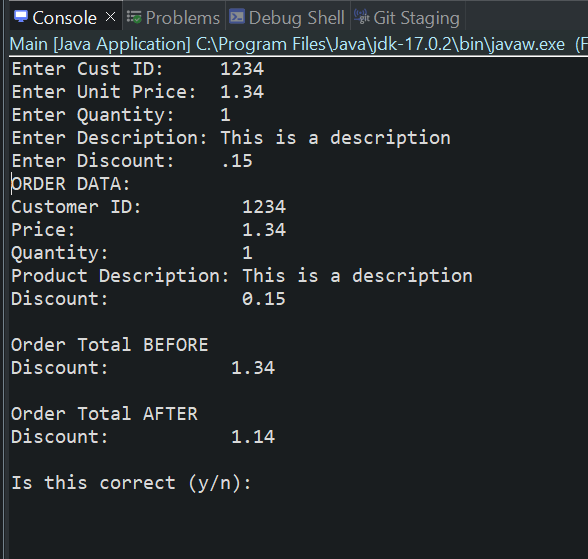 Console Problems Debug Shell Git Staging
Main [Java Application] C:\Program Files\Java\jdk-17.0.2\bin\javaw.exe (F
Enter Cust ID: 1234
Enter Unit Price: 1.34
Enter Quantity: 1
Enter Description: This is a description
Enter Discount: .15
ORDER DATA:
Customer ID: 1234
Price: 1.34
Quantity: 1
Product Description: This is a description
Discount: 0.15
Order Total BEFORE
Discount: 1.34
Order Total AFTER
Discount: 1.14
Is this correct (y/n):